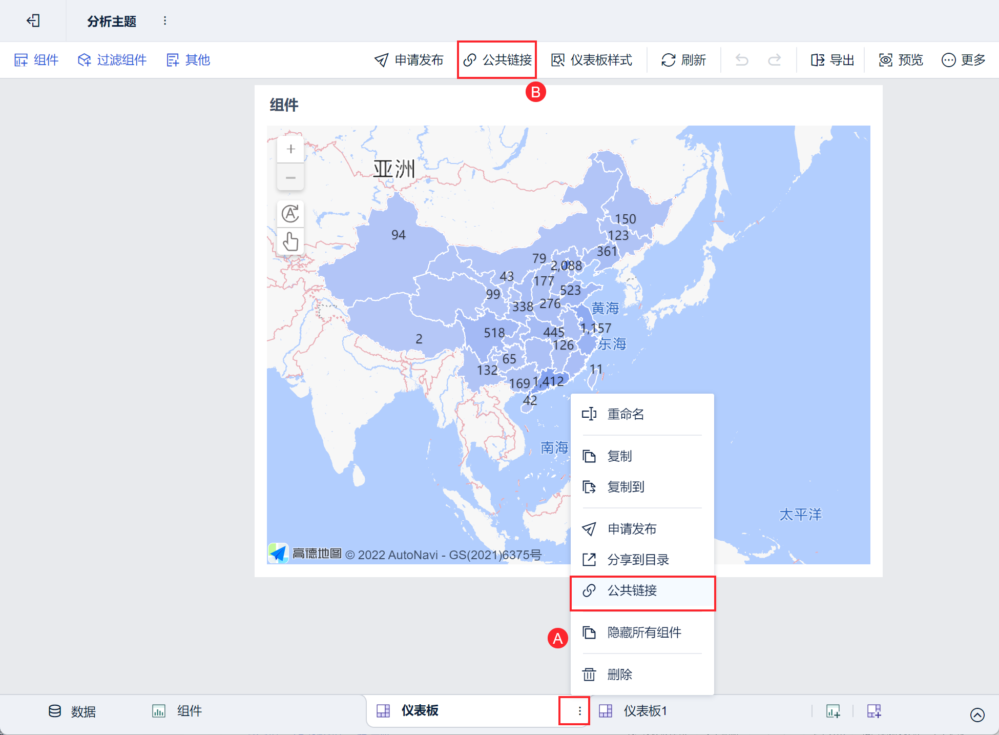 分析主题
组件 过滤组件 其他 申请发布 公共链接 仪表板样式 刷新 导出 预览 更多
B
组件
亚洲
94
150
123
361
79
2,088
43
177
523
99
338
276
黄海
518
445
1,157
2
126
东海
65
132
11
169
1,412
42
南海
太平洋
高德地图 © 2022 AutoNavi - GS(2021)6375号
重命名
复制
复制到
申请发布
分享到目录
公共链接
隐藏所有组件
A
删除
数据 组件 仪表板 仪表板1